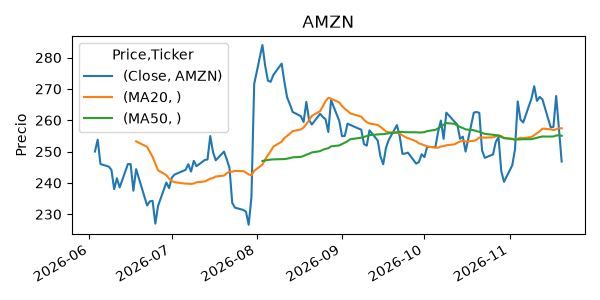 AMZN
Price,Ticker
(Close, AMZN)
(MA20, )
(MA50, )
Precio
280
270
260
250
240
230
2026-06
2026-07
2026-08
2026-09
2026-10
2026-11